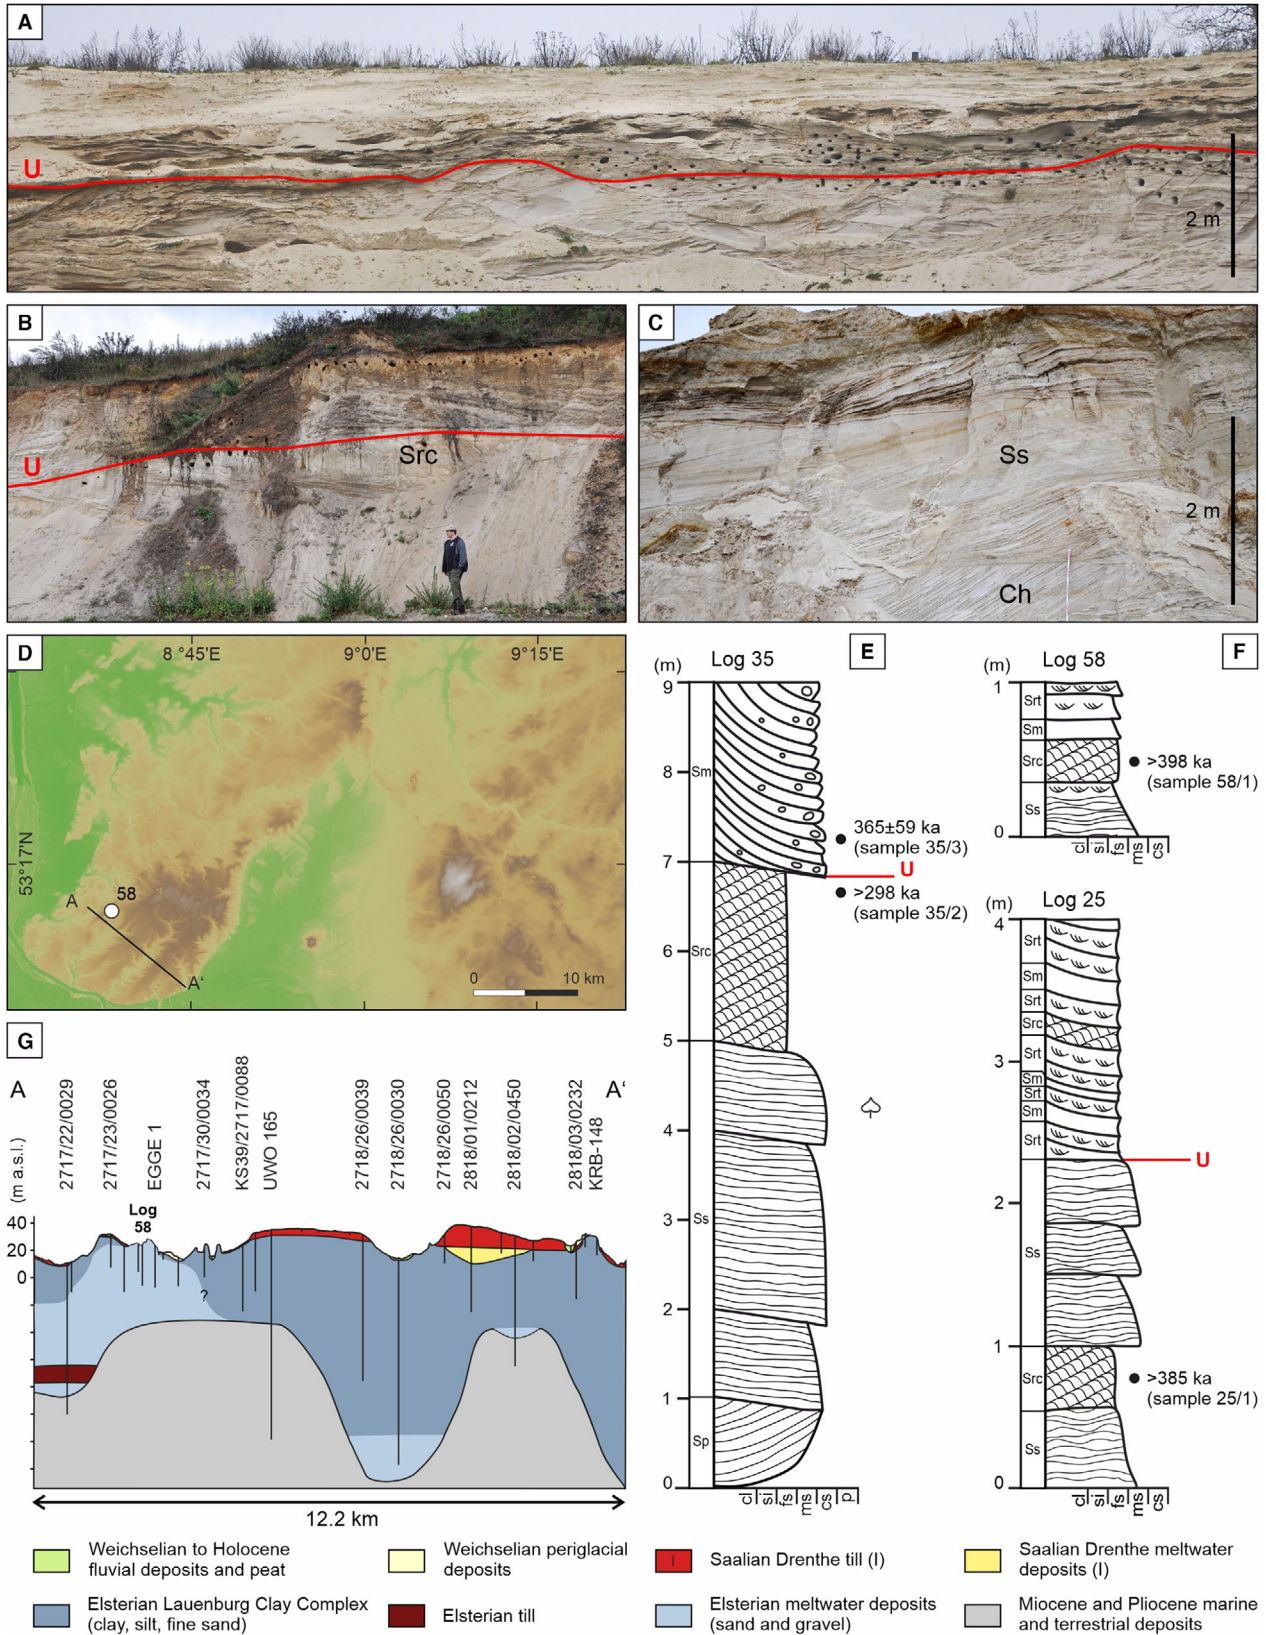 A
U
2 m
B
U
Src
C
Ss
2 m
Ch
D
8°45'E
9°0'E
9°15'E
53°17'N
A
58
A'
0
10 km
E
(m)
Log 35
9
8
7
6
5
4
3
2
1
0
Sm
Src
Ss
Sp
365±59 ka
(sample 35/3)
U
>298 ka
(sample 35/2)
cl
si
fs
ms
cs
p
F
(m)
Log 58
1
0
Srt
Sm
Src
Ss
>398 ka
(sample 58/1)
cl
si
fs
ms
cs
Log 25
(m)
4
3
2
1
0
Srt
Sm
Srt
Src
Srt
Sm
Srt
Sm
Srt
Ss
Src
Ss
U
>385 ka
(sample 25/1)
cl
si
fs
ms
cs
G
A
A'
(m a.s.l.)
2717/22/0029
2717/23/0026
EGGE 1
2717/30/0034
KS39/2717/0088
UWO 165
2718/26/0039
2718/26/0030
2718/26/0050
2818/01/0212
2818/02/0450
2818/03/0232
KRB-148
Log
58
40
20
0
?
12.2 km
Weichselian to Holocene
fluvial deposits and peat
Weichselian periglacial
deposits
I
Saalian Drenthe till (I)
Saalian Drenthe meltwater
deposits (I)
Elsterian Lauenburg Clay Complex
(clay, silt, fine sand)
Elsterian till
Elsterian meltwater deposits
(sand and gravel)
Miocene and Pliocene marine
and terrestrial deposits